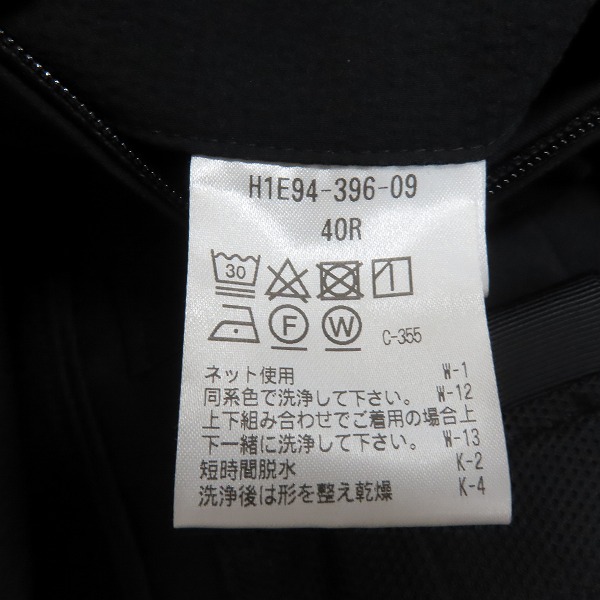 H1E94-396-09
40R
30
F W C-355
ネット使用 W-1
同系色で洗浄して下さい。 W-12
上下組み合わせでご着用の場合上
下一緒に洗浄して下さい。 W-13
短時間脱水 K-2
洗浄後は形を整え乾燥 K-4